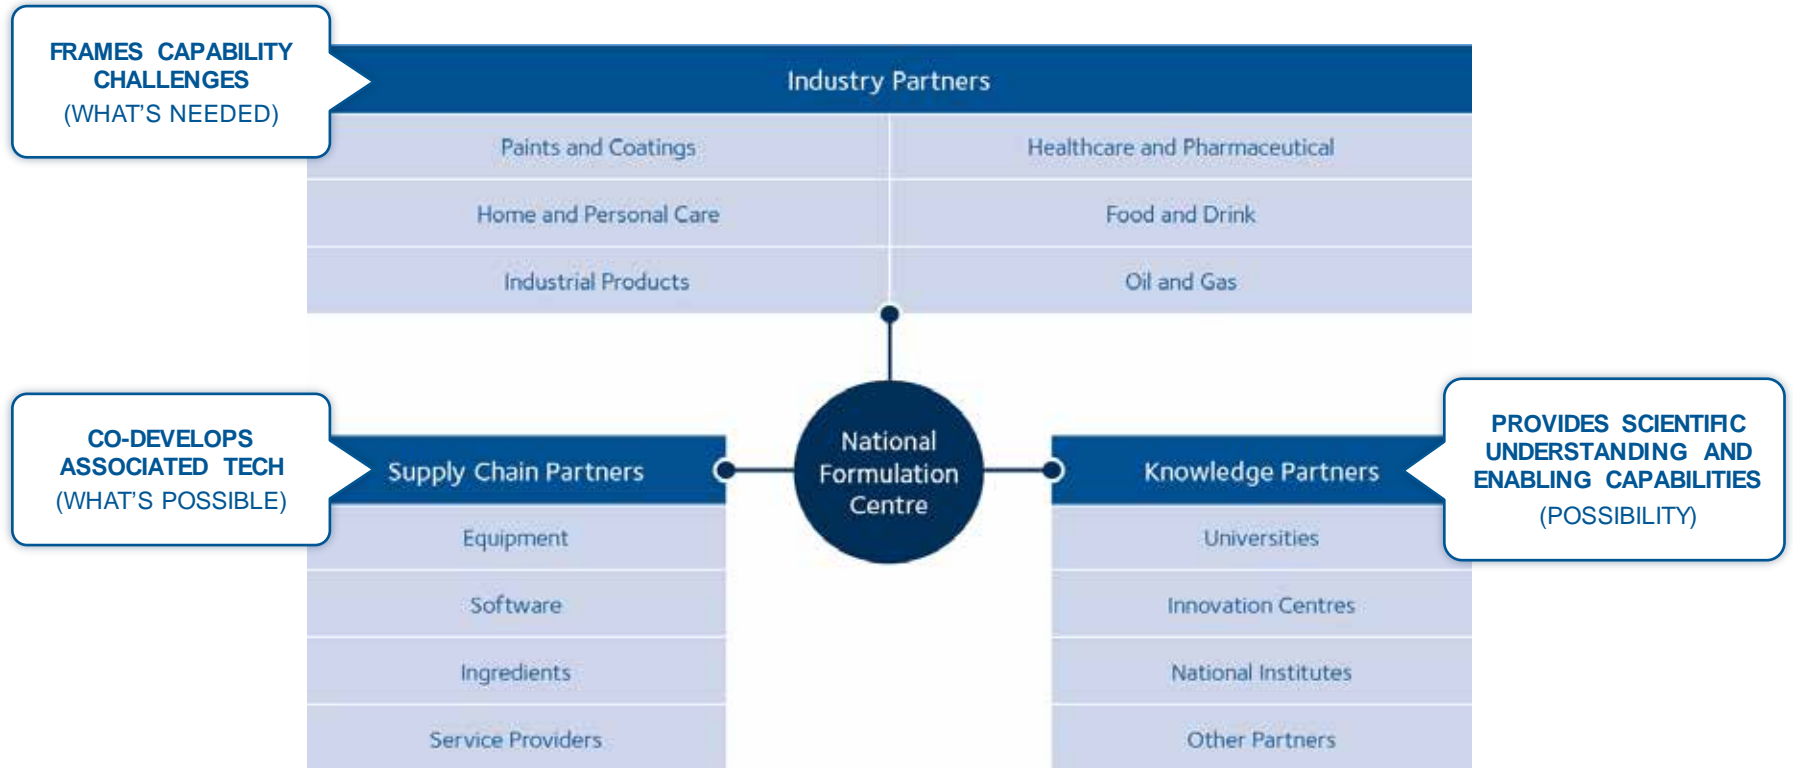 FRAMES CAPABILITY
CHALLENGES
(WHAT'S NEEDED)
Industry Partners
Paints and Coatings
Healthcare and Pharmaceutical
Home and Personal Care
Food and Drink
Industrial Products
Oil and Gas
CO-DEVELOPS
ASSOCIATED TECH
(WHAT'S POSSIBLE)
Supply Chain Partners
Equipment
Software
Ingredients
Service Providers
National
Formulation
Centre
Knowledge Partners
Universities
Innovation Centres
National Institutes
Other Partners
PROVIDES SCIENTIFIC
UNDERSTANDING AND
ENABLING CAPABILITIES
(POSSIBILITY)